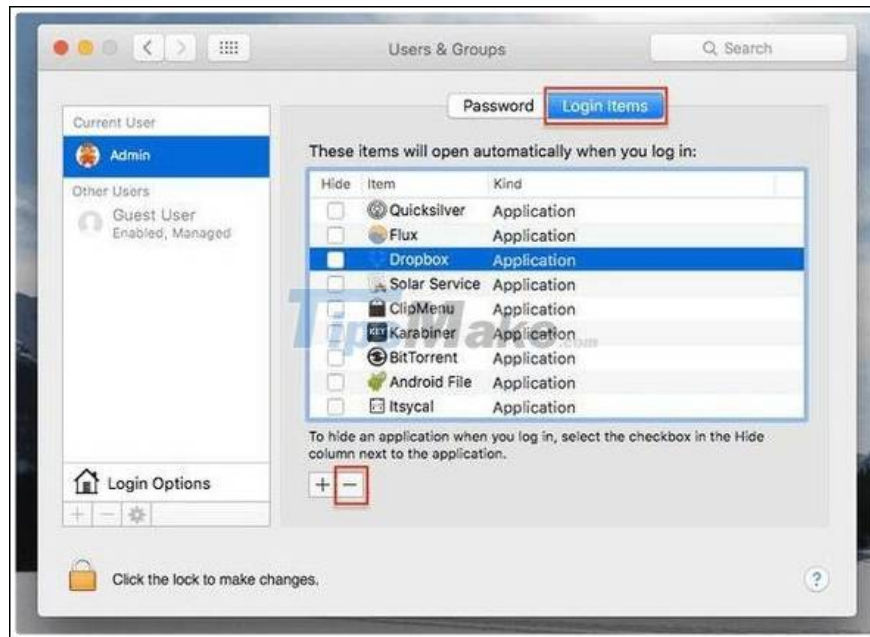 Users & Groups
Search
Password
Login Items
Current User
Admin
Other Users
Guest User
Enabled, Managed
These items will open automatically when you log in:
Hide Item Kind
Quicksilver Application
Flux Application
Dropbox Application
Solar Service Application
ClipMenu Application
KEY Karabiner Application
BitTorrent Application
Android File Application
Itsycal Application
TipsMake.com
To hide an application when you log in, select the checkbox in the Hide
column next to the application.
+ −
Login Options
+ −
Click the lock to make changes.
?